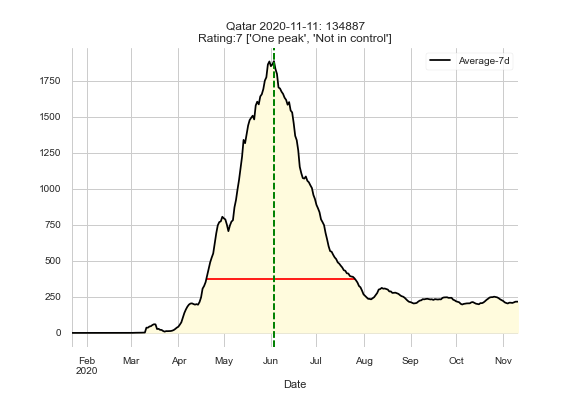 Qatar 2020-11-11: 134887
Rating:7 ['One peak', 'Not in control']
Average-7d
1750
1500
1250
1000
750
500
250
0
Feb Mar Apr May Jun Jul Aug Sep Oct Nov
2020
Date